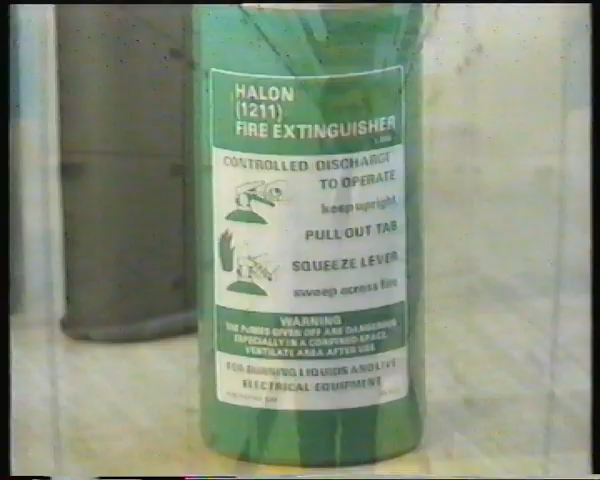 HALON
(1211)
FIRE EXTINGUISHER
CONTROLLED DISCHARGE
TO OPERATE
keep upright
PULL OUT TAB
SQUEEZE LEVER
sweep across fire
WARNING
THE FUMES GIVEN OFF ARE DANGEROUS
ESPECIALLY IN A CONFINED SPACE
VENTILATE AREA AFTER USE
FOR BURNING LIQUIDS AND LIVE
ELECTRICAL EQUIPMENT